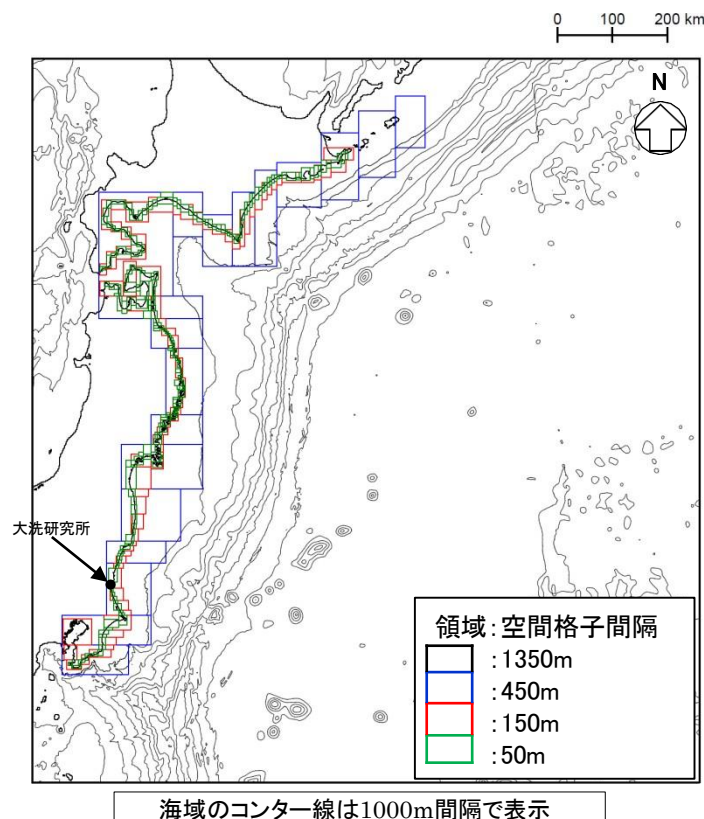 0 100 200 km
N
大洗研究所
領域:空間格子間隔
:1350m
:450m
:150m
:50m
海域のコンター線は1000m間隔で表示